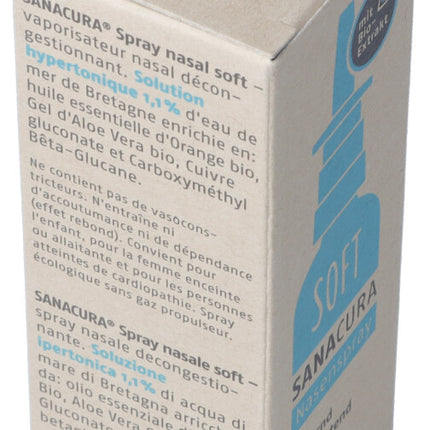 SANACURA® Spray nasal soft –
vaporisateur nasal décon-
gestionnant. Solution
hypertonique 1,1% d'eau de
mer de Bretagne enrichie en:
huile essentielle d'Orange bio,
Gel d'Aloe Vera bio, Cuivre
gluconate et Carboxyméthyl
Bêta-Glucane.
Ne contient pas de vasocons-
tricteurs. N'entraîne ni
d'accoutumance ni de dépendance
(effet rebond). Convient pour
l'enfant, pour la femme enceinte
ou allaitante et pour les personnes
atteintes de cardiopathie. Spray
écologique sans gaz propulseur.
SANACURA® Spray nasale soft –
spray nasale decongestio-
nante. Soluzione
ipertonica 1,1% di acqua di
mare di Bretagna arricchi-
da: olio essenziale d'
Bio, Aloe Vera
Gluconato
betag
mit
Bio-
Extrakt
SOFT
SANACURA
Nasenspray